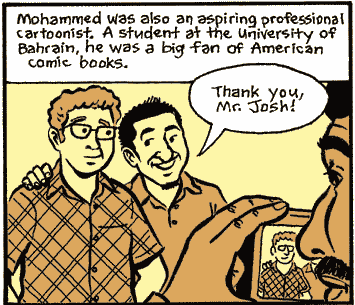 Mohammed was also an aspiring professional
cartoonist. A student at the University of
Bahrain, he was a big fan of American
comic books.
Thank you,
Mr. Josh!